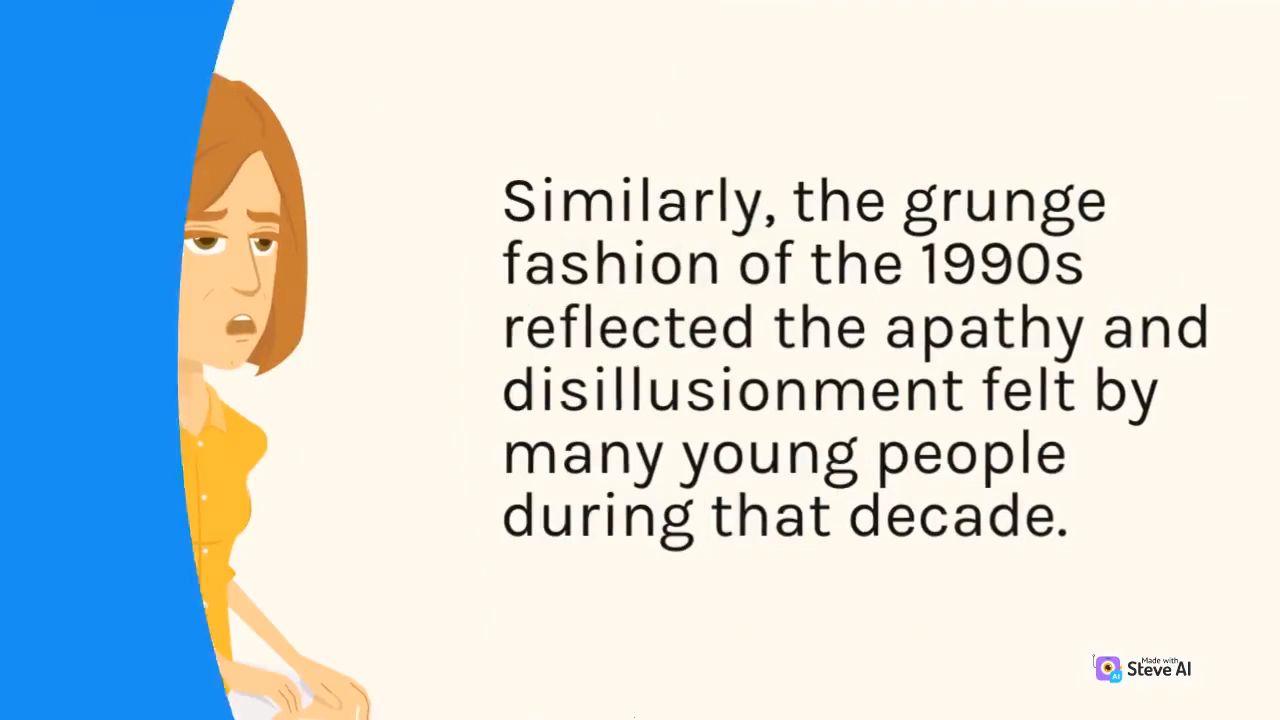 Similarly, the grunge
fashion of the 1990s
reflected the apathy and
disillusionment felt by
many young people
during that decade.
Made with
Steve AI
AI